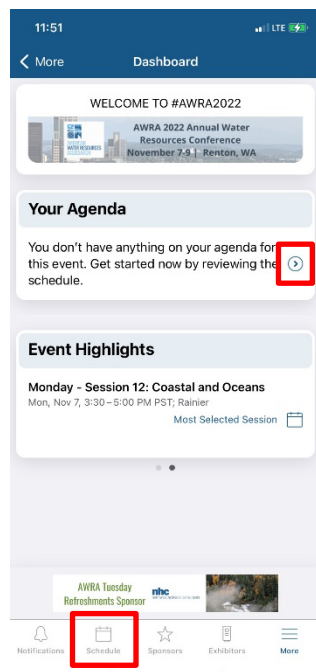 11:51
LTE
More
Dashboard
WELCOME TO #AWRA2022
AWRA 2022 Annual Water
Resources Conference
November 7-9 | Renton, WA
Your Agenda
You don't have anything on your agenda for
this event. Get started now by reviewing the
schedule.
Event Highlights
Monday - Session 12: Coastal and Oceans
Mon, Nov 7, 3:30 – 5:00 PM PST; Rainier
Most Selected Session
AWRA Tuesday
Refreshments Sponsor
nhc
Notifications
Schedule
Sponsors
Exhibitors
More